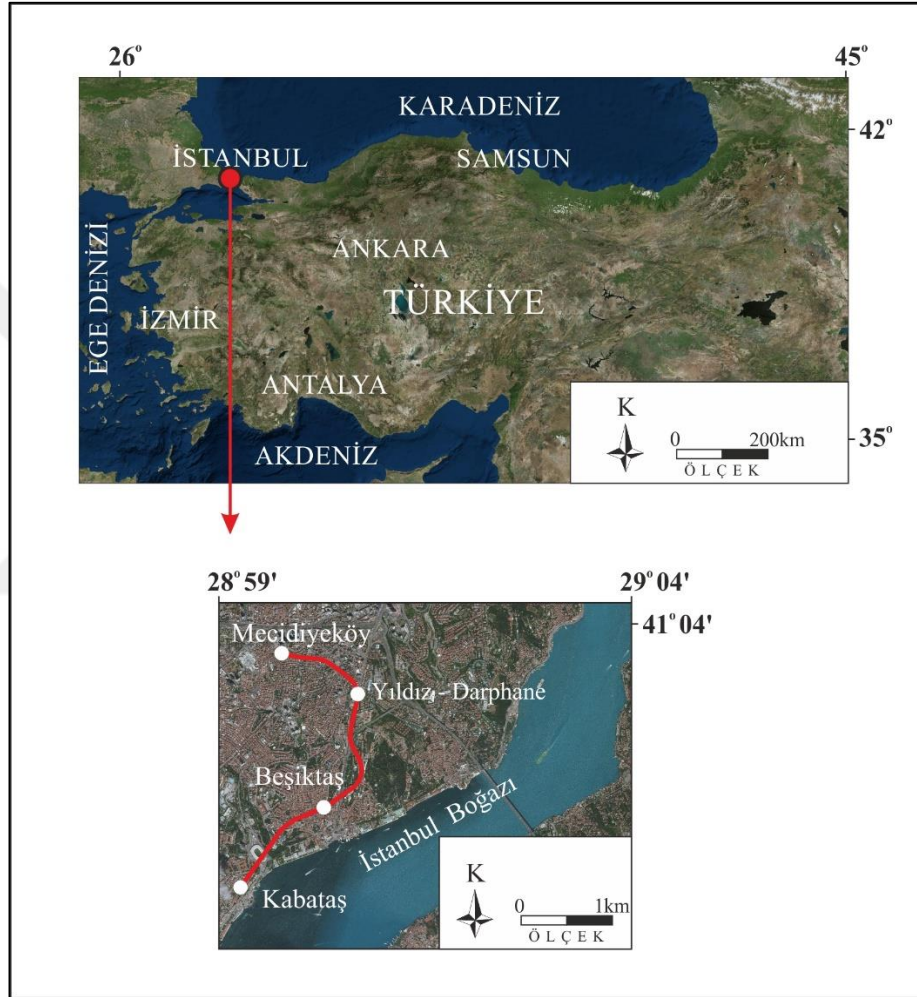 26°
45°
42°
KARADENİZ
İSTANBUL
SAMSUN
EGE DENİZİ
ANKARA
TÜRKİYE
İZMİR
ANTALYA
AKDENİZ
K
0 200km
ÖLÇEK
35°
28°59'
29°04'
41°04'
Mecidiyeköy
Yıldız - Darphane
Beşiktaş
İstanbul Boğazı
Kabataş
K
0 1km
ÖLÇEK